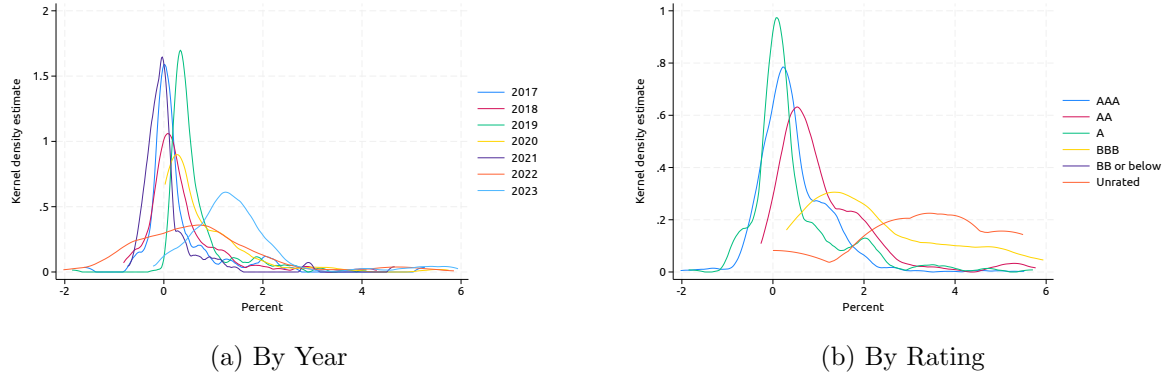 2
1.5
1
.5
0
Kernel density estimate
-2 0 2 4 6
Percent
2017
2018
2019
2020
2021
2022
2023
(a) By Year
1
.8
.6
.4
.2
0
Kernel density estimate
-2 0 2 4 6
Percent
AAA
AA
A
BBB
BB or below
Unrated
(b) By Rating